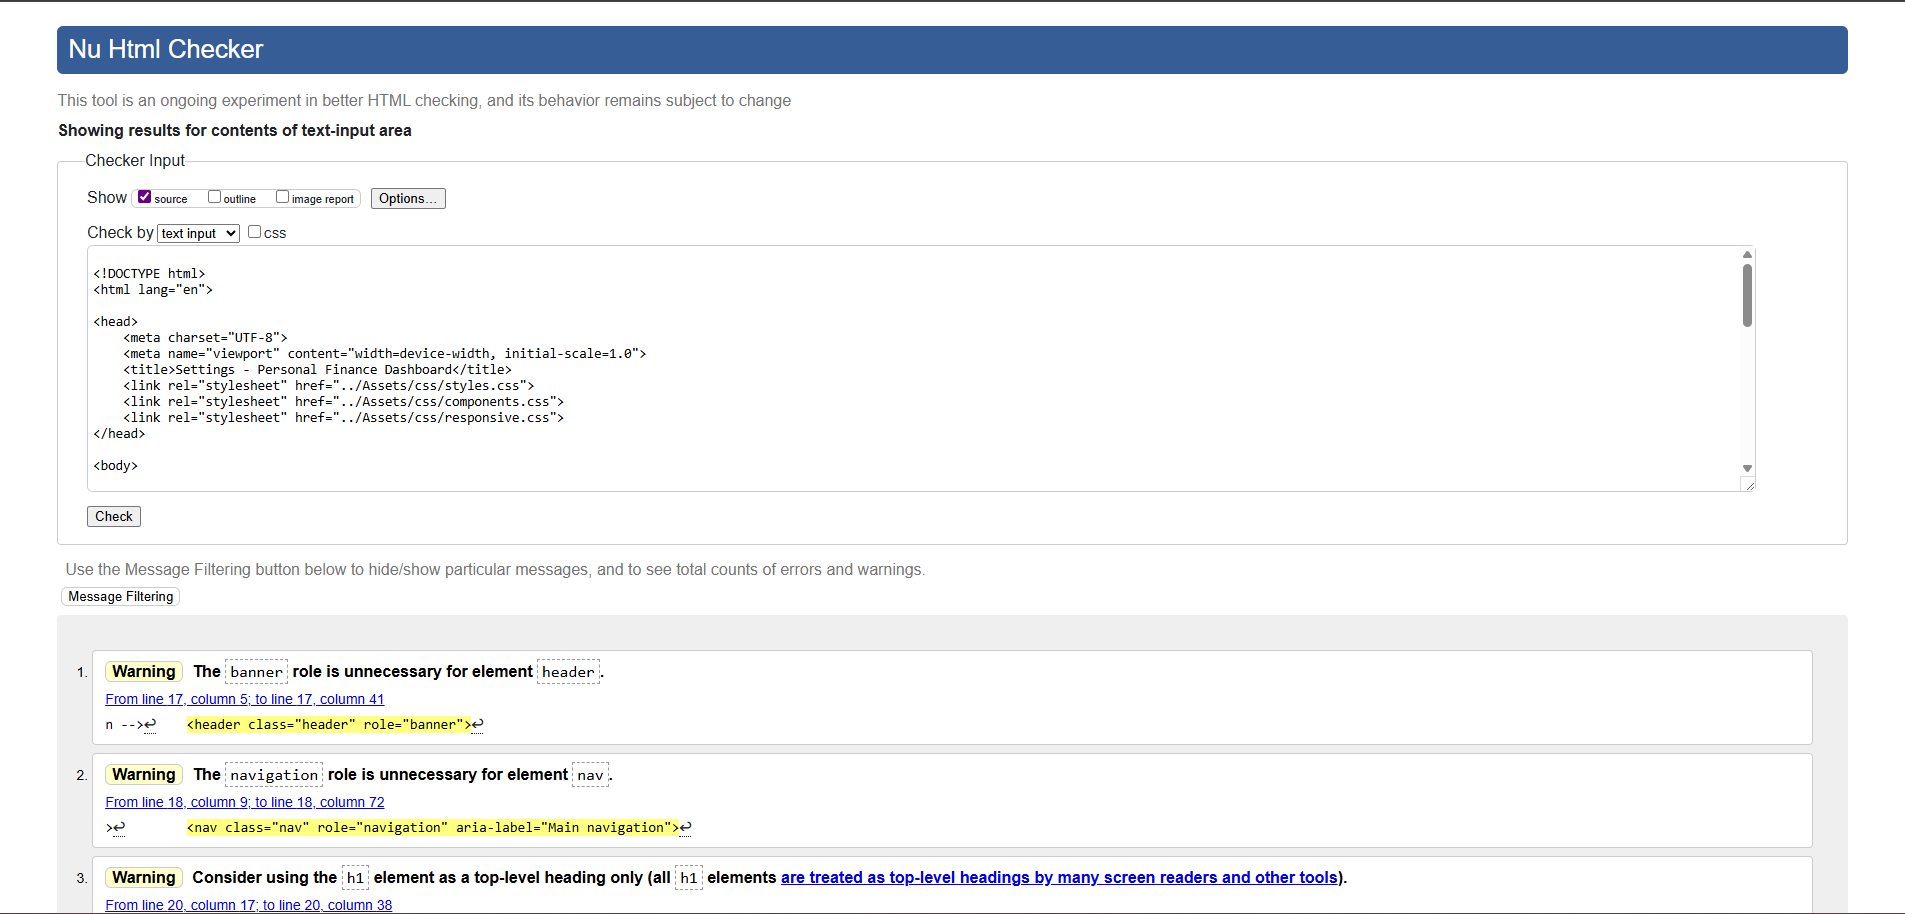 Nu Html Checker
This tool is an ongoing experiment in better HTML checking, and its behavior remains subject to change
Showing results for contents of text-input area
Checker Input
Show source outline image report Options...
Check by text input css
<!DOCTYPE html>
<html lang="en">
<head>
    <meta charset="UTF-8">
    <meta name="viewport" content="width=device-width, initial-scale=1.0">
    <title>Settings - Personal Finance Dashboard</title>
    <link rel="stylesheet" href="../Assets/css/styles.css">
    <link rel="stylesheet" href="../Assets/css/components.css">
    <link rel="stylesheet" href="../Assets/css/responsive.css">
</head>
<body>
Check
Use the Message Filtering button below to hide/show particular messages, and to see total counts of errors and warnings.
Message Filtering
1. Warning The banner role is unnecessary for element header.
From line 17, column 5; to line 17, column 41
n -->↩    <header class="header" role="banner">↩
2. Warning The navigation role is unnecessary for element nav.
From line 18, column 9; to line 18, column 72
>↩        <nav class="nav" role="navigation" aria-label="Main navigation">↩
3. Warning Consider using the h1 element as a top-level heading only (all h1 elements are treated as top-level headings by many screen readers and other tools).
From line 20, column 17; to line 20, column 38